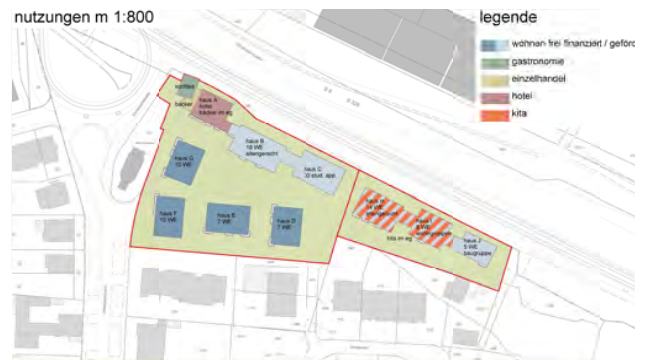 nutzungen m 1:800
legende
wohnen frei finanziert / geförd
gastronomie
einzelhandel
hotel
kita
bäcker
haus A
hotel
bäcker im eg
haus B
18 WE
altengerecht
haus C
stud. app.
haus G
10 WE
haus F
10 WE
haus E
7 WE
haus D
7 WE
haus H
haus I
kita im eg
haus J
5 WE
baugruppe